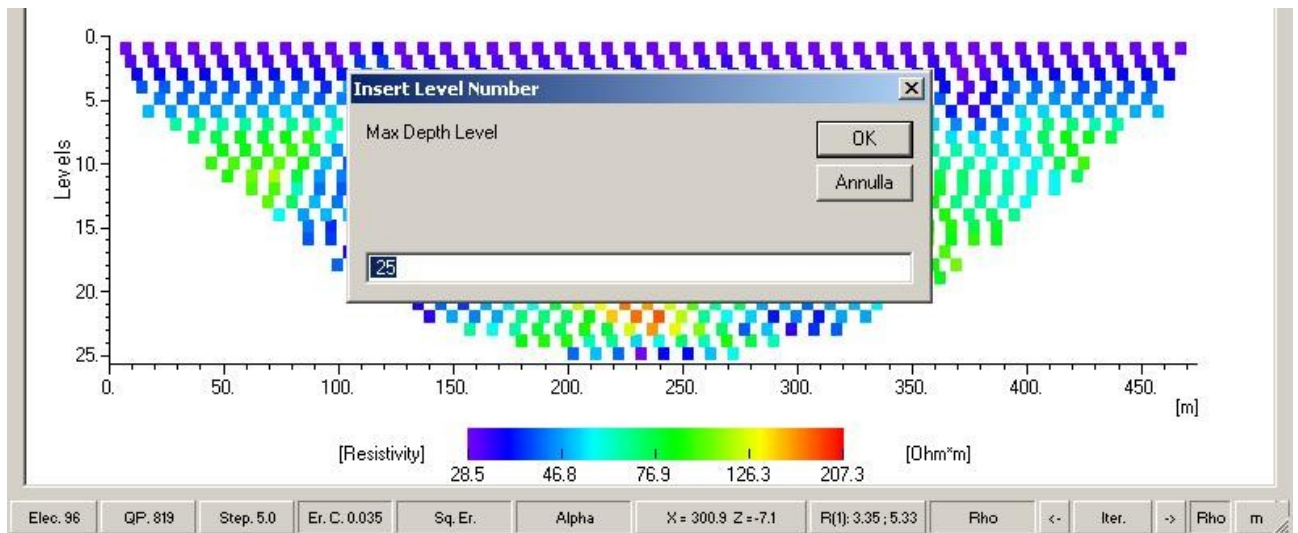 0.
Insert Level Number
5.
Max Depth Level
OK
Levels
10.
Annulla
15.
25
20.
25.
0. 50. 100. 150. 200. 250. 300. 350. 400. 450.
[m]
[Resistivity] [Ohm*m]
28.5 46.8 76.9 126.3 207.3
Elec. 96 QP. 819 Step. 5.0 Er. C. 0.035 Sq. Er. Alpha X = 300.9 Z = -7.1 R(1): 3.35 ; 5.33 Rho <- Iter. -> Rho m